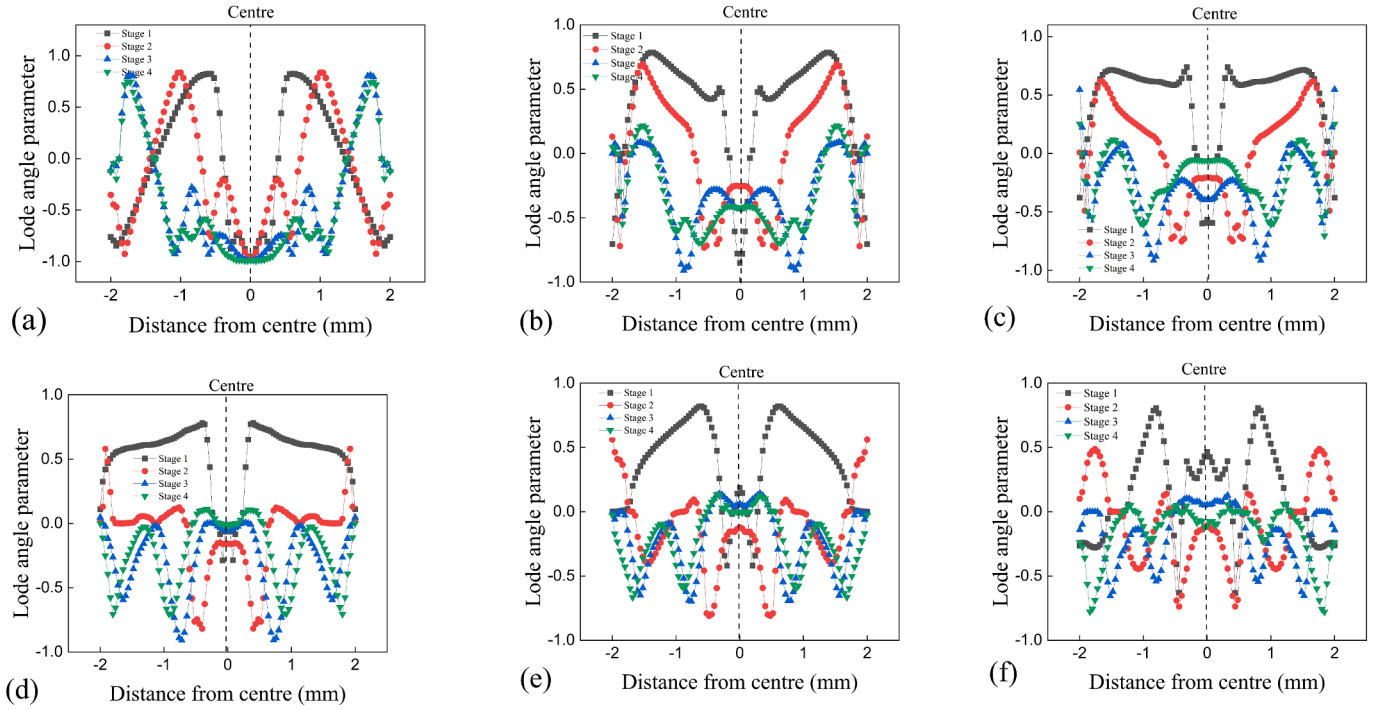 Centre
1.0
0.5
0.0
-0.5
-1.0
Lode angle parameter
Stage 1
Stage 2
Stage 3
Stage 4
-2
-1
0
1
2
Distance from centre (mm)
(a)
Centre
1.0
0.5
0.0
-0.5
-1.0
Lode angle parameter
Stage 1
Stage 2
Stage
Stage
-2
-1
0
1
2
Distance from centre (mm)
(b)
Centre
1.0
0.5
0.0
-0.5
-1.0
Lode angle parameter
Stage 1
Stage 2
Stage 3
Stage 4
-2
-1
0
1
2
Distance from centre (mm)
(c)
Centre
1.0
0.5
0.0
-0.5
-1.0
Lode angle parameter
Stage 1
Stage 2
Stage 3
Stage 4
-2
-1
0
1
2
Distance from centre (mm)
(d)
Centre
1.0
0.5
0.0
-0.5
-1.0
Lode angle parameter
Stage 1
Stage 2
Stage 3
Stage 4
-2
-1
0
1
2
Distance from centre (mm)
(e)
Centre
1.0
0.5
0.0
-0.5
-1.0
Lode angle parameter
Stage 1
Stage 2
Stage 3
Stage 4
-2
-1
0
1
2
Distance from centre (mm)
(f)